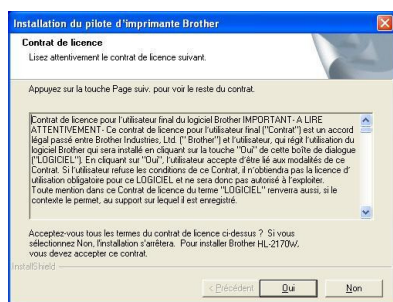 Installation du pilote d'imprimante Brother
Contrat de licence
Lisez attentivement le contrat de licence suivant.
Appuyez sur la touche Page suiv. pour voir le reste du contrat.
Contrat de licence pour l'utilisateur final du logiciel Brother IMPORTANT- A LIRE
ATTENTIVEMENT- Ce contrat de licence pour l'utilisateur final ("Contrat") est un accord
légal passé entre Brother Industries, Ltd. (" Brother") et l'utilisateur, qui régit l'utilisation du
logiciel Brother qui sera installé en cliquant sur la touche "Oui" de cette boîte de dialogue
("LOGICIEL"). En cliquant sur "Oui", l'utilisateur accepte d'être lié aux modalités de ce
Contrat. Si l'utilisateur refuse les conditions de ce Contrat, il n'obtiendra pas la licence d'
utilisation obligatoire pour ce LOGICIEL et ne sera donc pas autorisé à l'exploiter.
Toute mention dans ce Contrat de licence du terme "LOGICIEL" renverra aussi, si le
contexte le permet, au support sur lequel il est enregistré.
Acceptez-vous tous les termes du contrat de licence ci-dessus ? Si vous
sélectionnez Non, l'installation s'arrêtera. Pour installer Brother HL-2170W,
vous devez accepter ce contrat.
InstallShield
< Précédent
Oui
Non